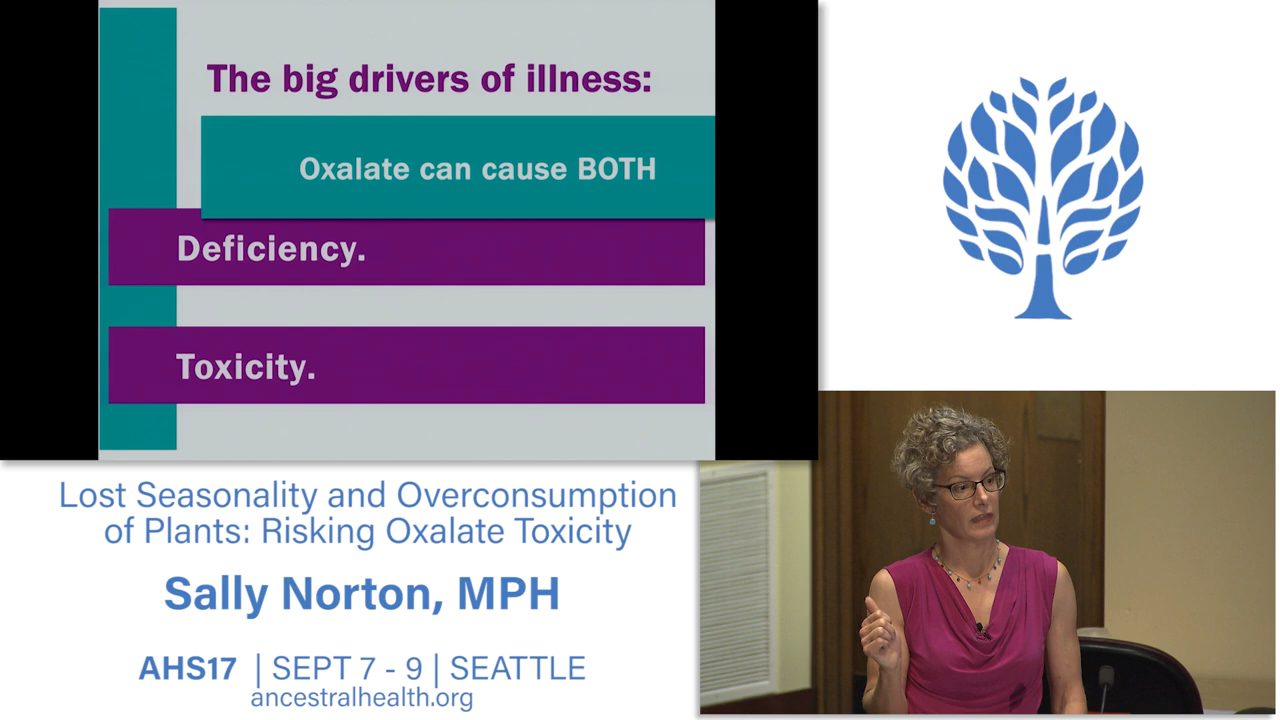 The big drivers of illness:
Oxalate can cause BOTH
Deficiency.
Toxicity.
Lost Seasonality and Overconsumption
of Plants: Risking Oxalate Toxicity
Sally Norton, MPH
AHS17 | SEPT 7 - 9 | SEATTLE
ancestralhealth.org